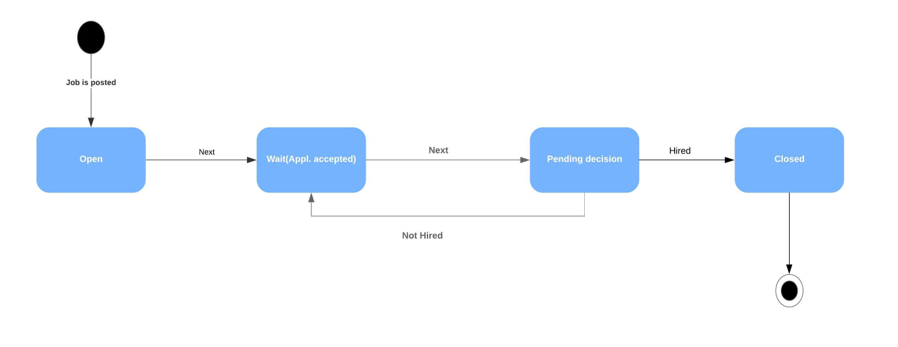 Job is posted
Open
Next
Wait(Appl. accepted)
Next
Pending decision
Hired
Closed
Not Hired